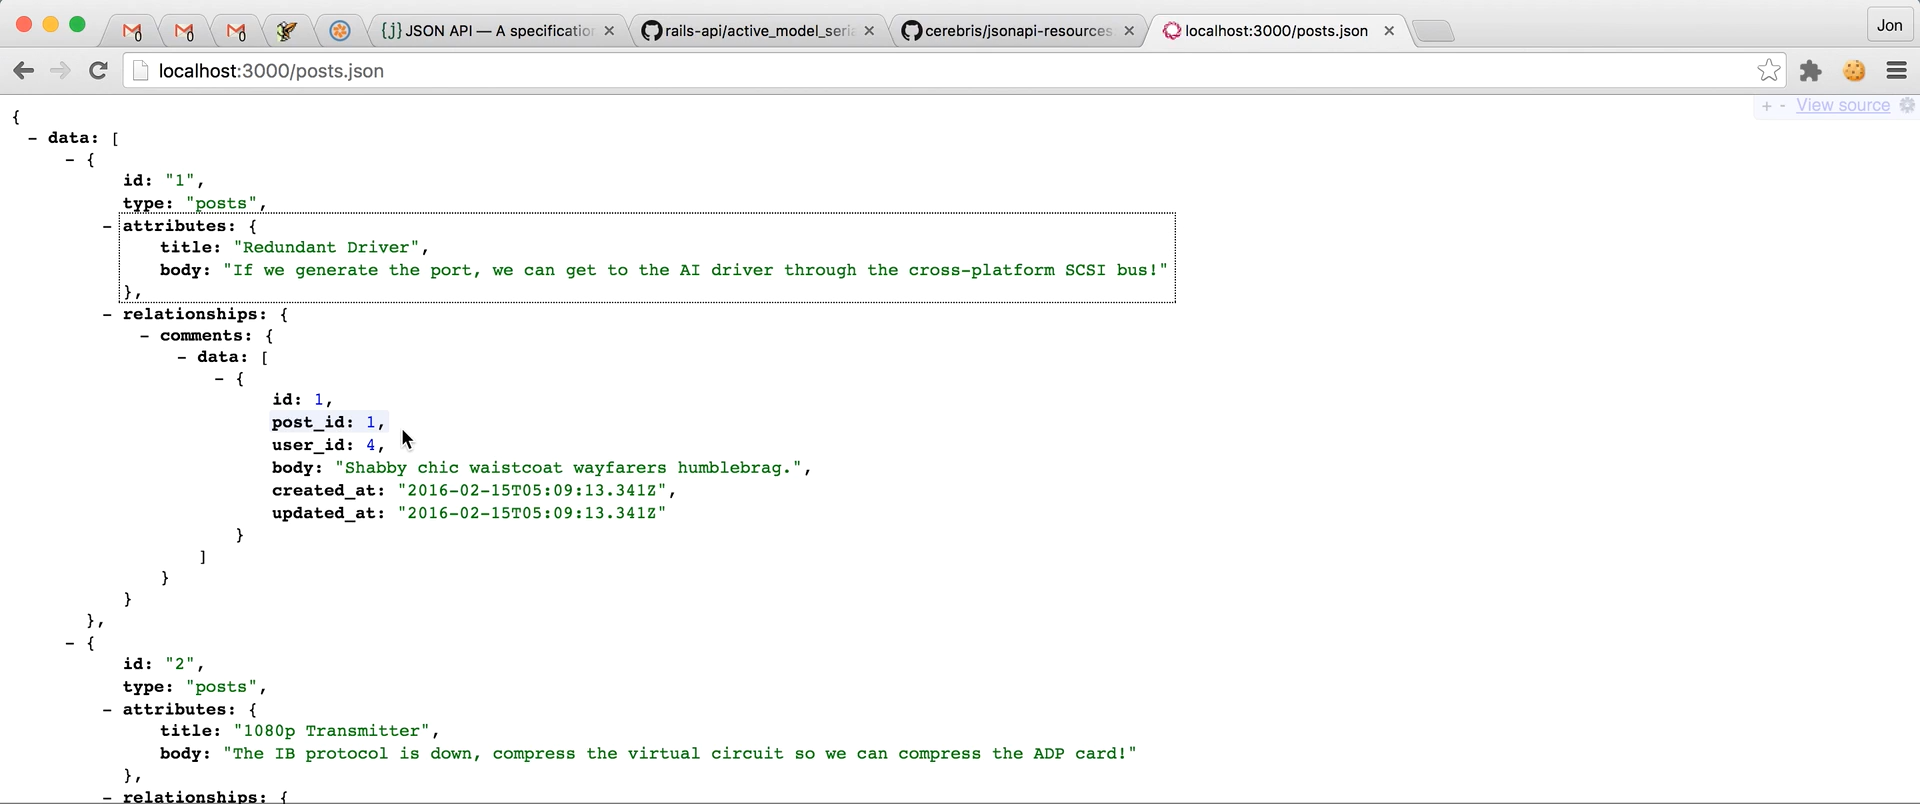 {j} JSON API — A specification
rails-api/active_model_seria
cerebris/jsonapi-resources
localhost:3000/posts.json
Jon
localhost:3000/posts.json
+ - View source
{
- data: [
- {
id: "1",
type: "posts",
- attributes: {
title: "Redundant Driver",
body: "If we generate the port, we can get to the AI driver through the cross-platform SCSI bus!"
},
- relationships: {
- comments: {
- data: [
- {
id: 1,
post_id: 1,
user_id: 4,
body: "Shabby chic waistcoat wayfarers humblebrag.",
created_at: "2016-02-15T05:09:13.341Z",
updated_at: "2016-02-15T05:09:13.341Z"
}
]
}
}
},
- {
id: "2",
type: "posts",
- attributes: {
title: "1080p Transmitter",
body: "The IB protocol is down, compress the virtual circuit so we can compress the ADP card!"
},
- relationships: {